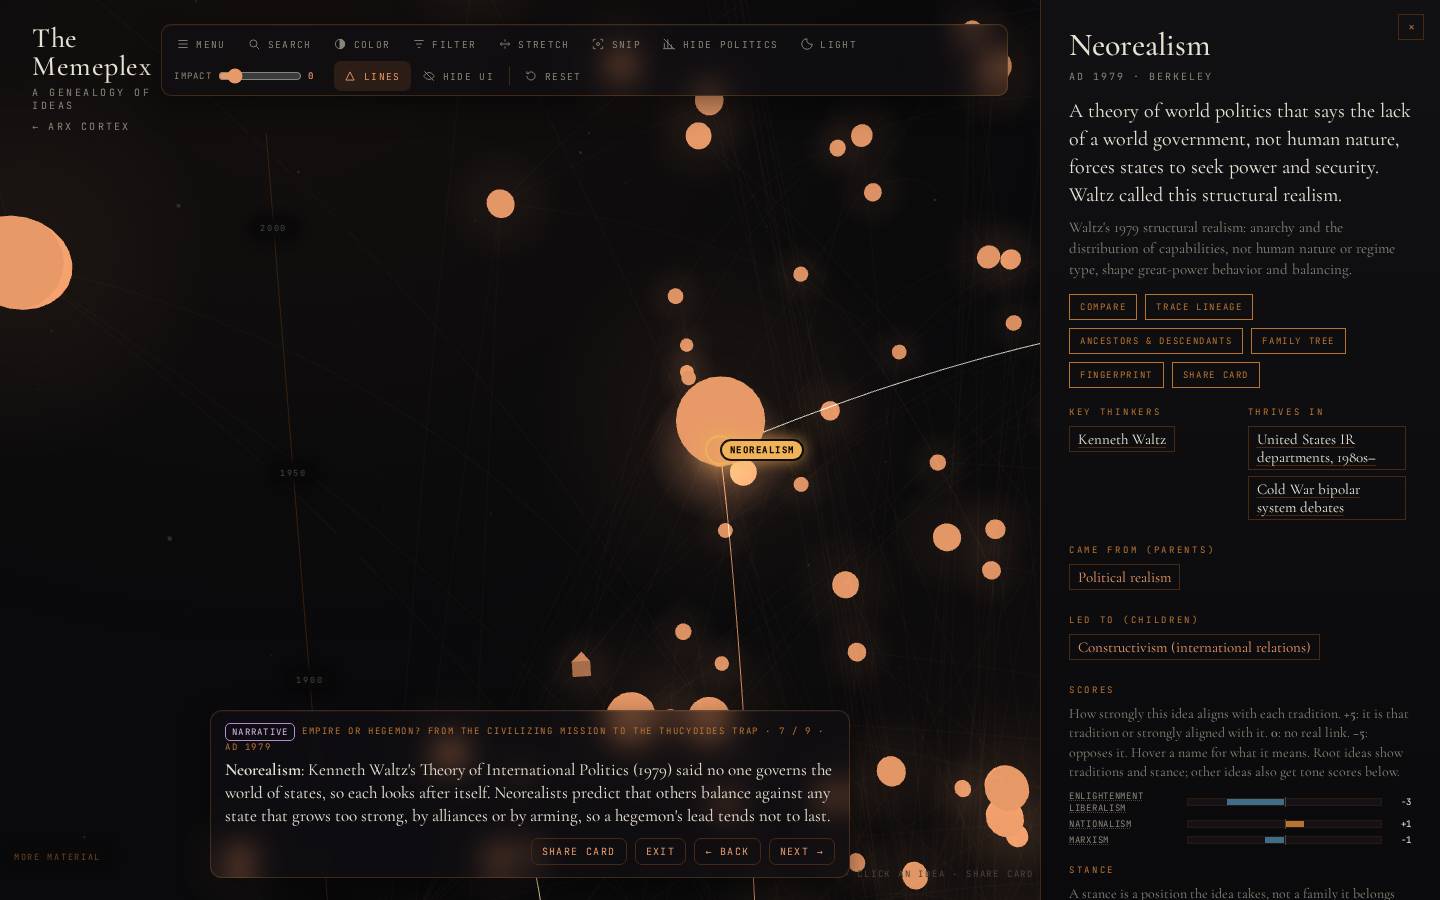 The
Memeplex
A GENEALOGY OF
IDEAS
← ARX CORTEX
MENU SEARCH COLOR FILTER STRETCH SNIP HIDE POLITICS LIGHT
IMPACT 0 LINES HIDE UI RESET
2000
1950
1900
NEOREALISM
NARRATIVE EMPIRE OR HEGEMON? FROM THE CIVILIZING MISSION TO THE THUCYDIDES TRAP · 7 / 9 ·
AD 1979
Neorealism: Kenneth Waltz's Theory of International Politics (1979) said no one governs the
world of states, so each looks after itself. Neorealists predict that others balance against any
state that grows too strong, by alliances or by arming, so a hegemon's lead tends not to last.
SHARE CARD EXIT ← BACK NEXT →
MORE MATERIAL
CLICK AN IDEA · SHARE CARD
×
Neorealism
AD 1979 · BERKELEY
A theory of world politics that says the lack
of a world government, not human nature,
forces states to seek power and security.
Waltz called this structural realism.
Waltz's 1979 structural realism: anarchy and the
distribution of capabilities, not human nature or regime
type, shape great-power behavior and balancing.
COMPARE TRACE LINEAGE
ANCESTORS & DESCENDANTS FAMILY TREE
FINGERPRINT SHARE CARD
KEY THINKERS
Kenneth Waltz
THRIVES IN
United States IR
departments, 1980s–
Cold War bipolar
system debates
CAME FROM (PARENTS)
Political realism
LED TO (CHILDREN)
Constructivism (international relations)
SCORES
How strongly this idea aligns with each tradition. +5: it is that
tradition or strongly aligned with it. 0: no real link. −5:
opposes it. Hover a name for what it means. Root ideas show
traditions and stance; other ideas also get tone scores below.
ENLIGHTENMENT
LIBERALISM -3
NATIONALISM +1
MARXISM -1
STANCE
A stance is a position the idea takes, not a family it belongs